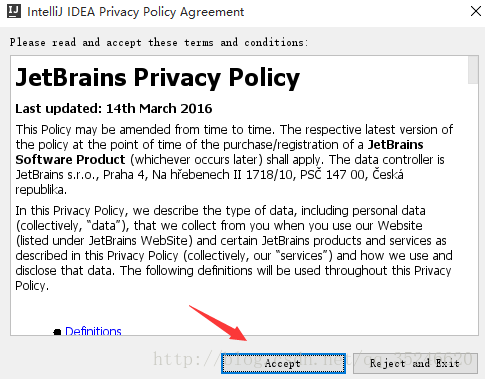 IJ IntelliJ IDEA Privacy Policy Agreement
Please read and accept these terms and conditions:
JetBrains Privacy Policy
Last updated: 14th March 2016
This Policy may be amended from time to time. The respective latest version of
the policy at the point of time of the purchase/registration of a JetBrains
Software Product (whichever occurs later) shall apply. The data controller is
JetBrains s.r.o., Praha 4, Na hřebenech II 1718/10, PSČ 147 00, Česká
republika.
In this Privacy Policy, we describe the type of data, including personal data
(collectively, “data”), that we collect from you when you use our Website
(listed under JetBrains WebSite) and certain JetBrains products and services as
described in this Privacy Policy (collectively, our “services”) and how we use and
disclose that data. The following definitions will be used throughout this Privacy
Policy.
Definitions
Accept
Reject and Exit